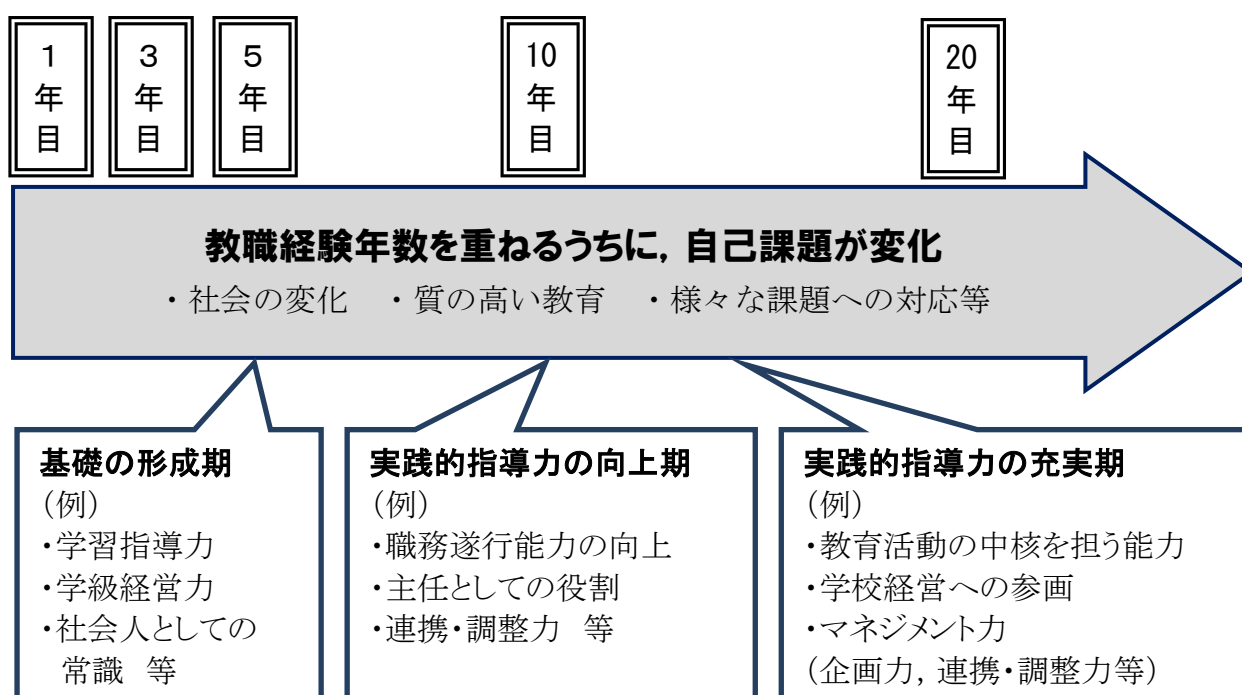 1年目
3年目
5年目
10年目
20年目
教職経験年数を重ねるうちに，自己課題が変化
・社会の変化　・質の高い教育　・様々な課題への対応等
基礎の形成期
(例)
・学習指導力
・学級経営力
・社会人としての
常識　等
実践的指導力の向上期
(例)
・職務遂行能力の向上
・主任としての役割
・連携・調整力　等
実践的指導力の充実期
(例)
・教育活動の中核を担う能力
・学校経営への参画
・マネジメント力
(企画力，連携・調整力等)